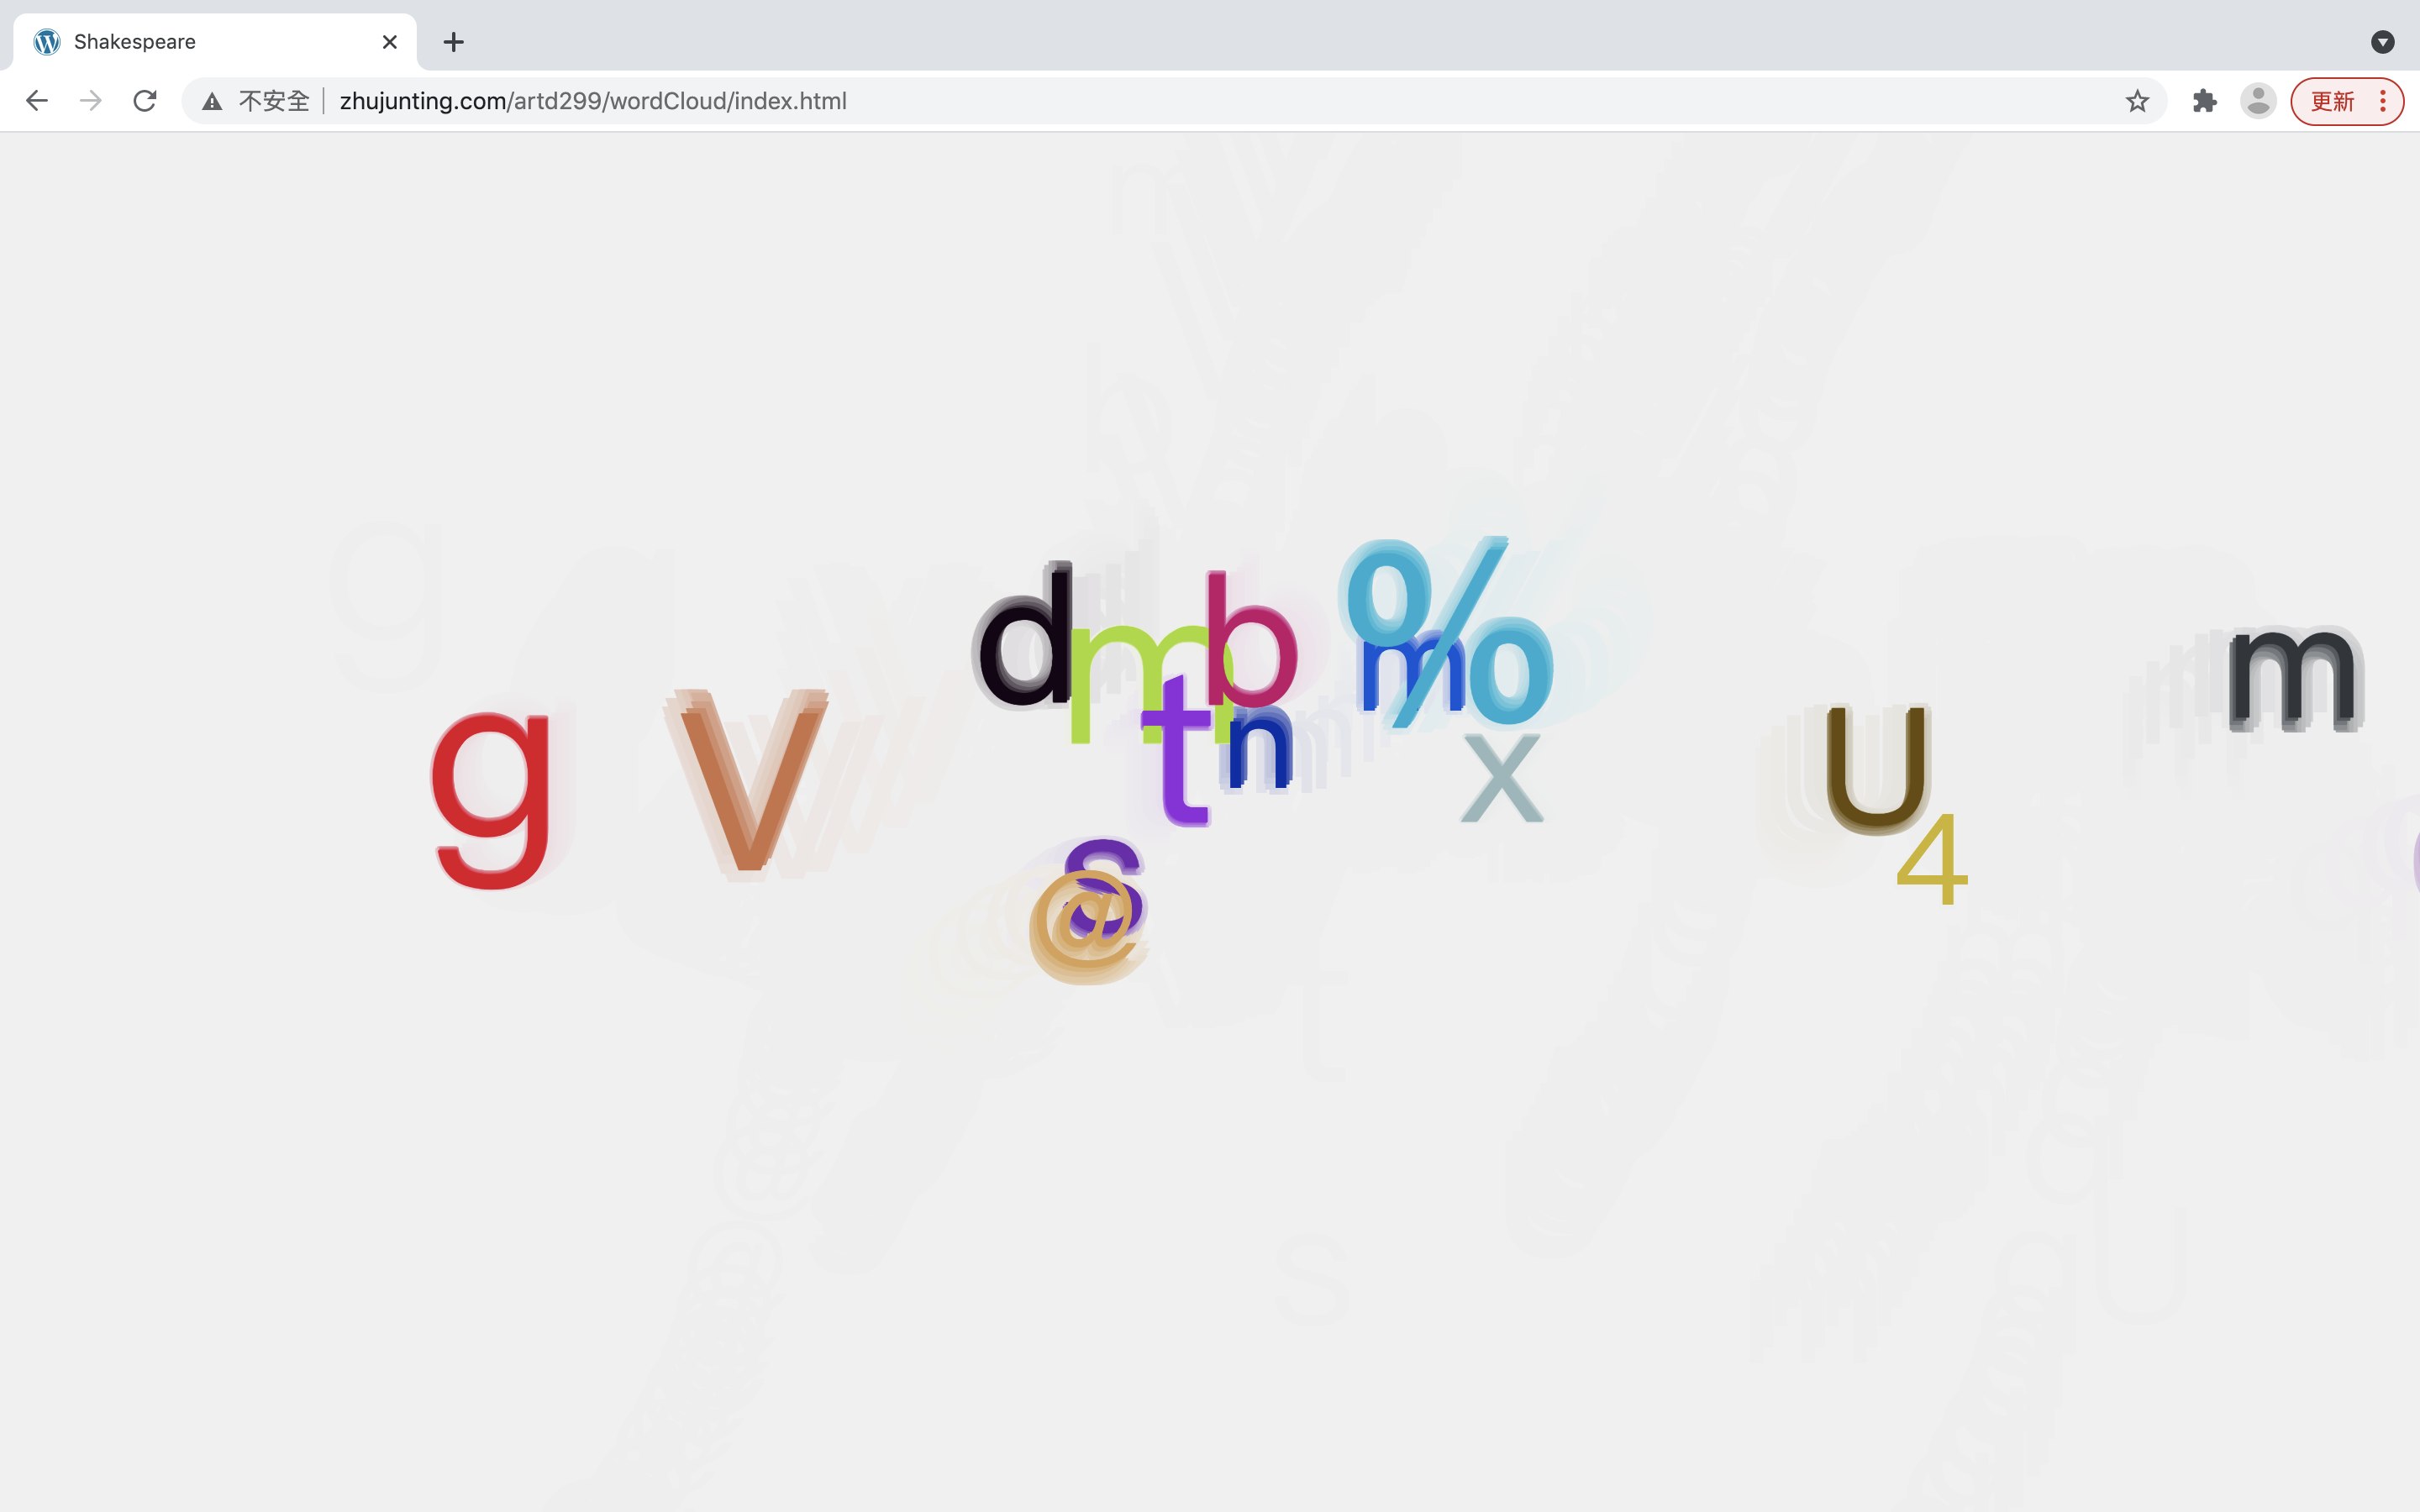 Shakespeare
不安全 zhujunting.com/artd299/wordCloud/index.html 更新
g V d m b % m m
t n x U 4
s @